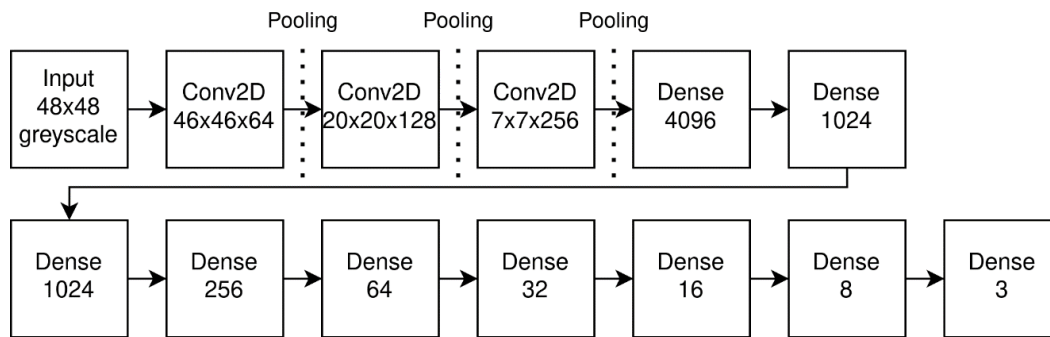 Pooling
Pooling
Pooling
Input
48x48
greyscale
Conv2D
46x46x64
Conv2D
20x20x128
Conv2D
7x7x256
Dense
4096
Dense
1024
Dense
1024
Dense
256
Dense
64
Dense
32
Dense
16
Dense
8
Dense
3